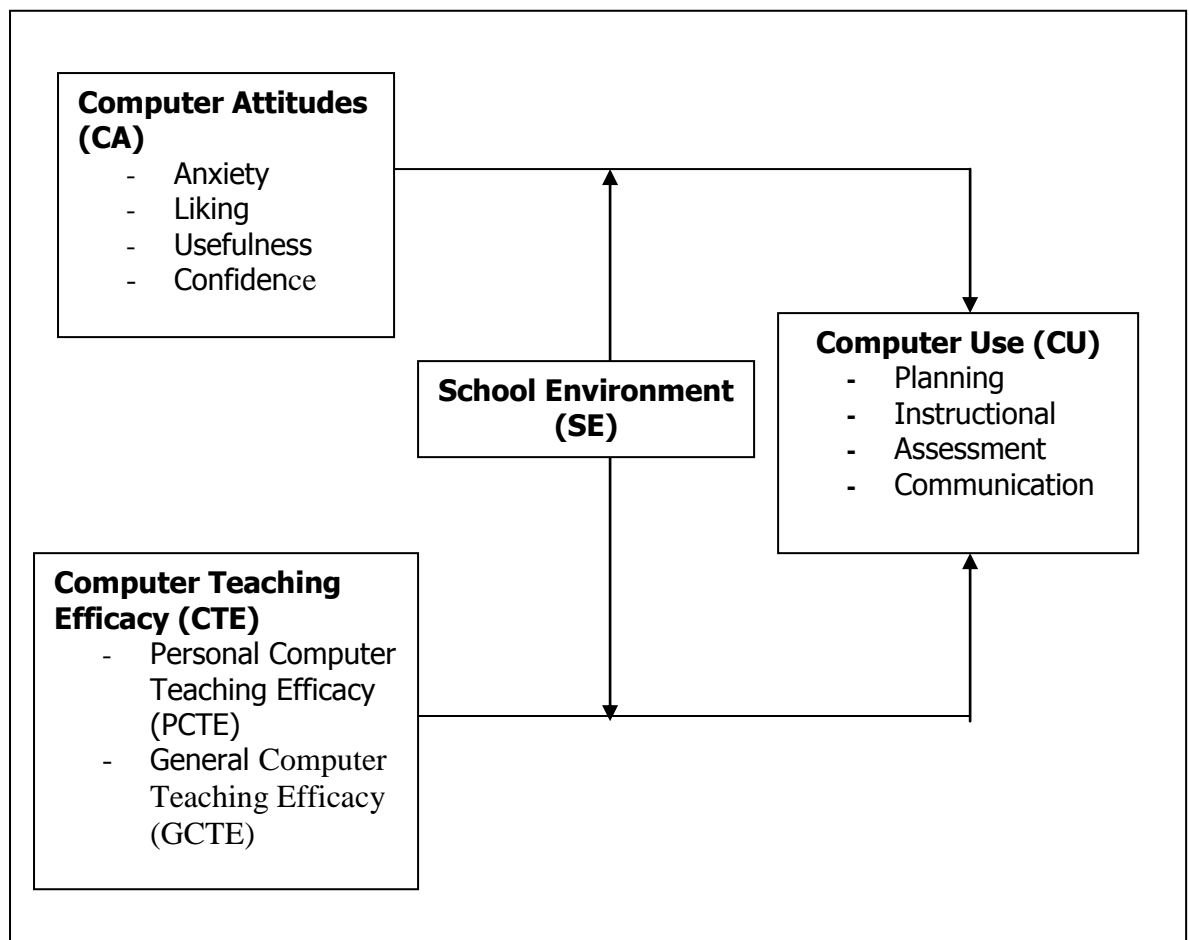 Computer Attitudes
(CA)
- Anxiety
- Liking
- Usefulness
- Confidence
School Environment
(SE)
Computer Use (CU)
- Planning
- Instructional
- Assessment
- Communication
Computer Teaching
Efficacy (CTE)
- Personal Computer
Teaching Efficacy
(PCTE)
- General Computer
Teaching Efficacy
(GCTE)